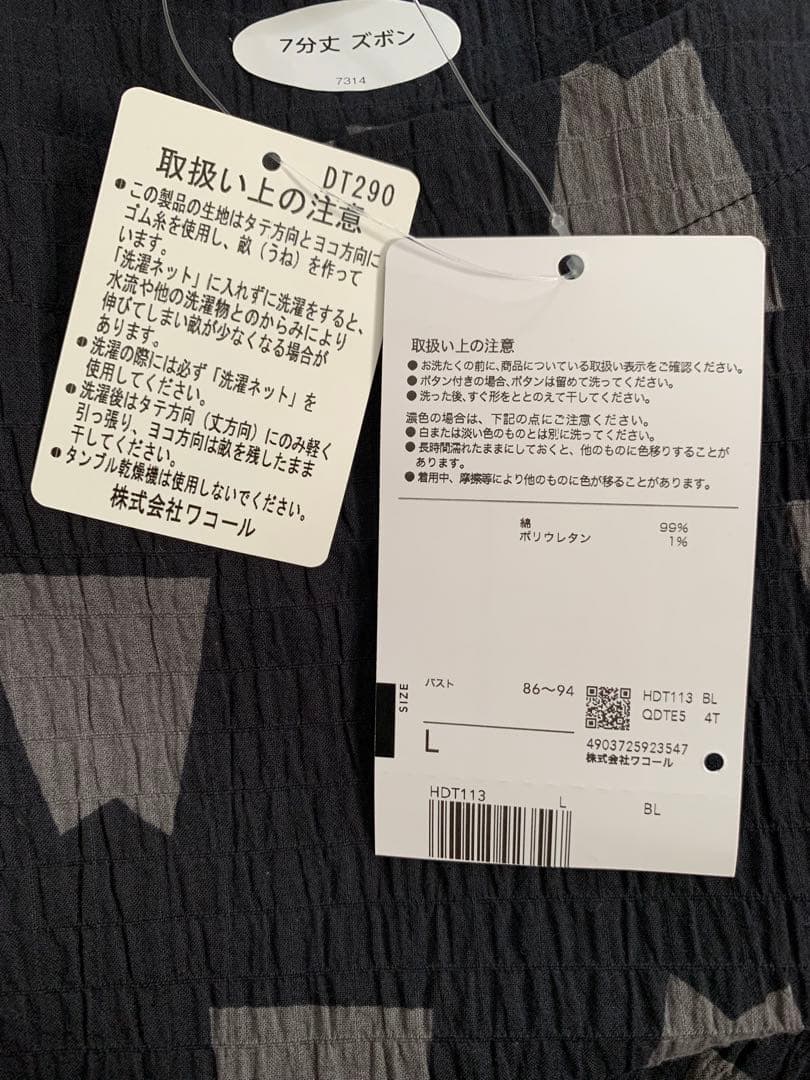 7分丈 ズボン
7314
DT290
取扱い上の注意
● この製品の生地はタテ方向とヨコ方向に
ゴム糸を使用し、畝(うね)を作って
います。
「洗濯ネット」に入れずに洗濯をすると、
水流や他の洗濯物とのからみにより
伸びてしまい畝が少なくなる場合が
あります。
● 洗濯の際には必ず「洗濯ネット」を
使用してください。
● 洗濯後はタテ方向(丈方向)にのみ軽く
引っ張り、ヨコ方向は畝を残したまま
干してください。
● タンブル乾燥機は使用しないでください。
株式会社ワコール
取扱い上の注意
● お洗たくの前に、商品についている取扱い表示をご確認ください。
● ボタン付きの場合、ボタンは留めて洗ってください。
● 洗った後、すぐ形をととのえて干してください。
濃色の場合は、下記の点にご注意ください。
● 白または淡い色のものとは別に洗ってください。
● 長時間濡れたままにしておくと、他のものに色移りすることが
あります。
● 着用中、摩擦等により他のものに色が移ることがあります。
綿 99%
ポリウレタン 1%
SIZE
バスト 86〜94
L
HDT113 BL
QDTE5 4T
4903725923547
株式会社ワコール
HDT113 L BL